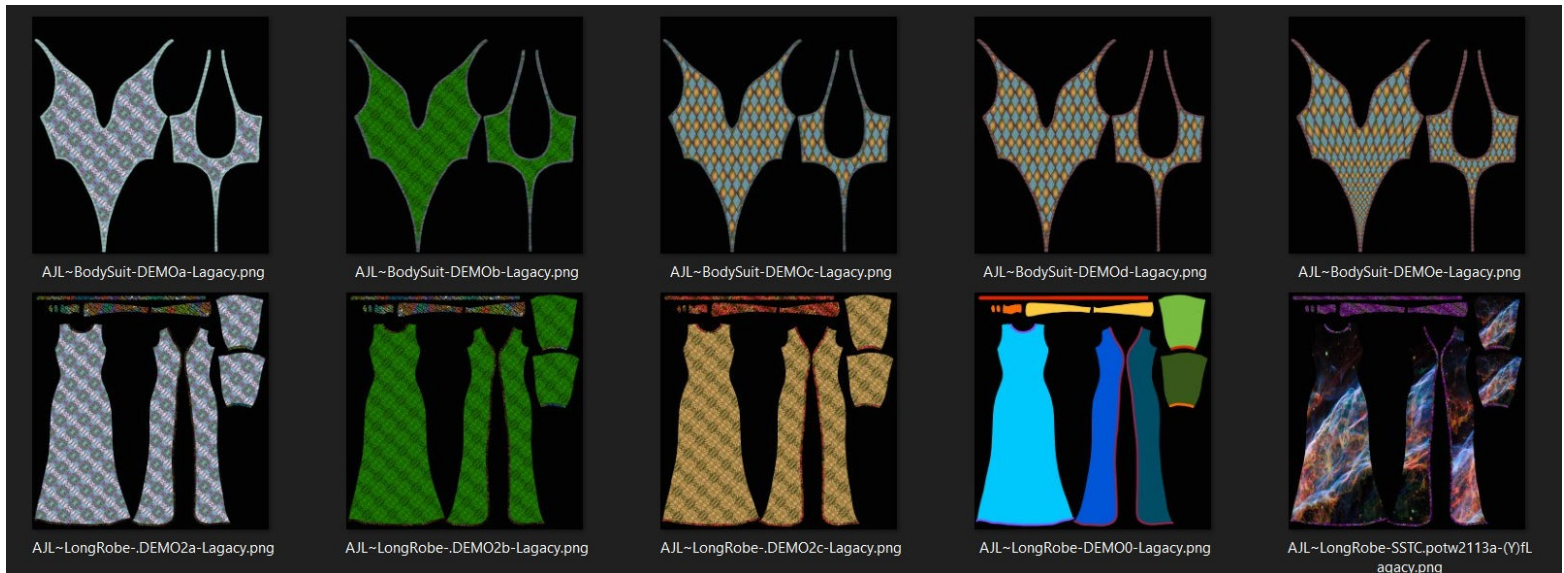 AJL~BodySuit-DEMOa-Lagacy.png
AJL~BodySuit-DEMOb-Lagacy.png
AJL~BodySuit-DEMOc-Lagacy.png
AJL~BodySuit-DEMOd-Lagacy.png
AJL~BodySuit-DEMOe-Lagacy.png
AJL~LongRobe-.DEMO2a-Lagacy.png
AJL~LongRobe-.DEMO2b-Lagacy.png
AJL~LongRobe-.DEMO2c-Lagacy.png
AJL~LongRobe-DEMO0-Lagacy.png
AJL~LongRobe-SSTC.potw2113a-(Y)fL
agacy.png